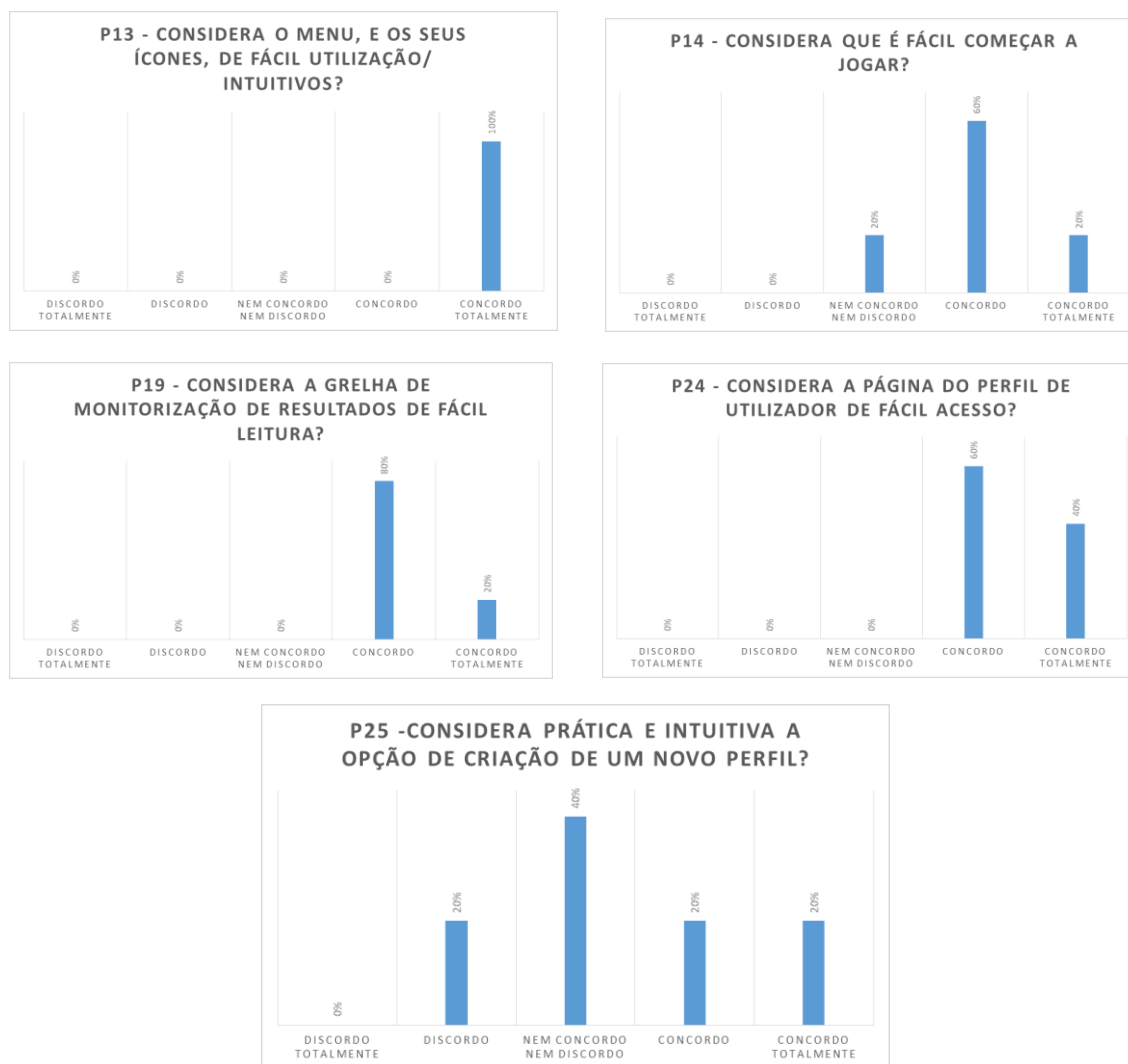 P13 - CONSIDERA O MENU, E OS SEUS
ÍCONES, DE FÁCIL UTILIZAÇÃO/
INTUITIVOS?
0%
0%
0%
0%
100%
DISCORDO
TOTALMENTE
DISCORDO
NEM CONCORDO
NEM DISCORDO
CONCORDO
CONCORDO
TOTALMENTE
P14 - CONSIDERA QUE É FÁCIL COMEÇAR A
JOGAR?
0%
0%
20%
60%
20%
DISCORDO
TOTALMENTE
DISCORDO
NEM CONCORDO
NEM DISCORDO
CONCORDO
CONCORDO
TOTALMENTE
P19 - CONSIDERA A GRELHA DE
MONITORIZAÇÃO DE RESULTADOS DE FÁCIL
LEITURA?
0%
0%
0%
80%
20%
DISCORDO
TOTALMENTE
DISCORDO
NEM CONCORDO
NEM DISCORDO
CONCORDO
CONCORDO
TOTALMENTE
P24 - CONSIDERA A PÁGINA DO PERFIL DE
UTILIZADOR DE FÁCIL ACESSO?
0%
0%
0%
60%
40%
DISCORDO
TOTALMENTE
DISCORDO
NEM CONCORDO
NEM DISCORDO
CONCORDO
CONCORDO
TOTALMENTE
P25 -CONSIDERA PRÁTICA E INTUITIVA A
OPÇÃO DE CRIAÇÃO DE UM NOVO PERFIL?
0%
20%
40%
20%
20%
DISCORDO
TOTALMENTE
DISCORDO
NEM CONCORDO
NEM DISCORDO
CONCORDO
CONCORDO
TOTALMENTE